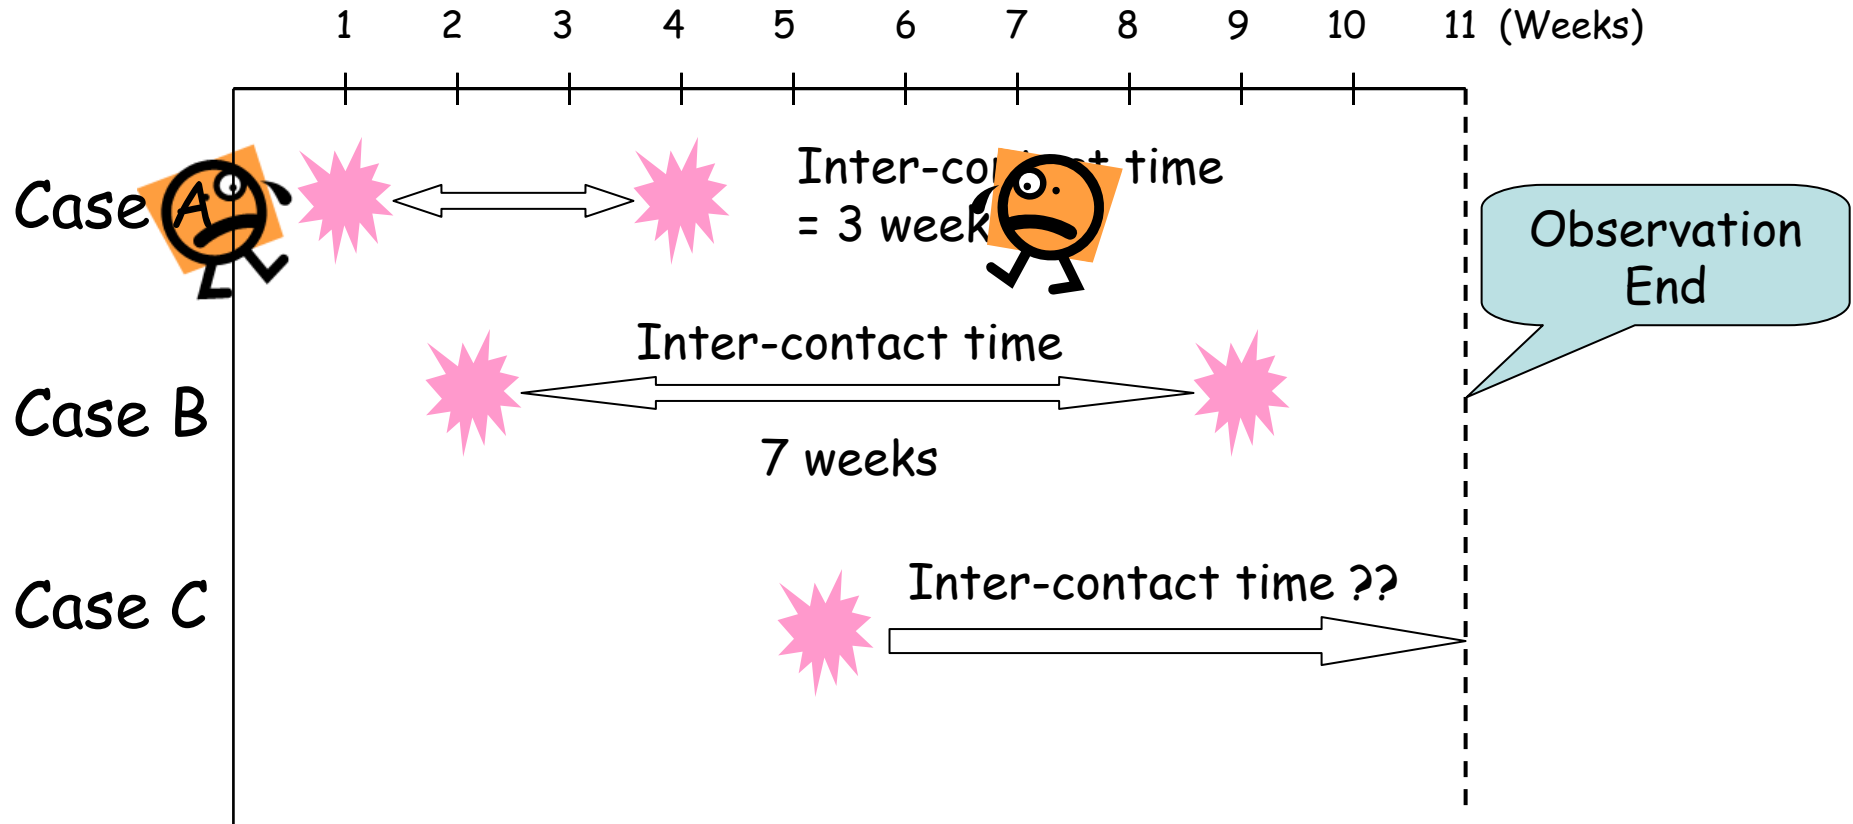 1 2 3 4 5 6 7 8 9 10 11 (Weeks)
Case A
Inter-contact time
= 3 week
Observation
End
Inter-contact time
Case B
7 weeks
Inter-contact time ??
Case C